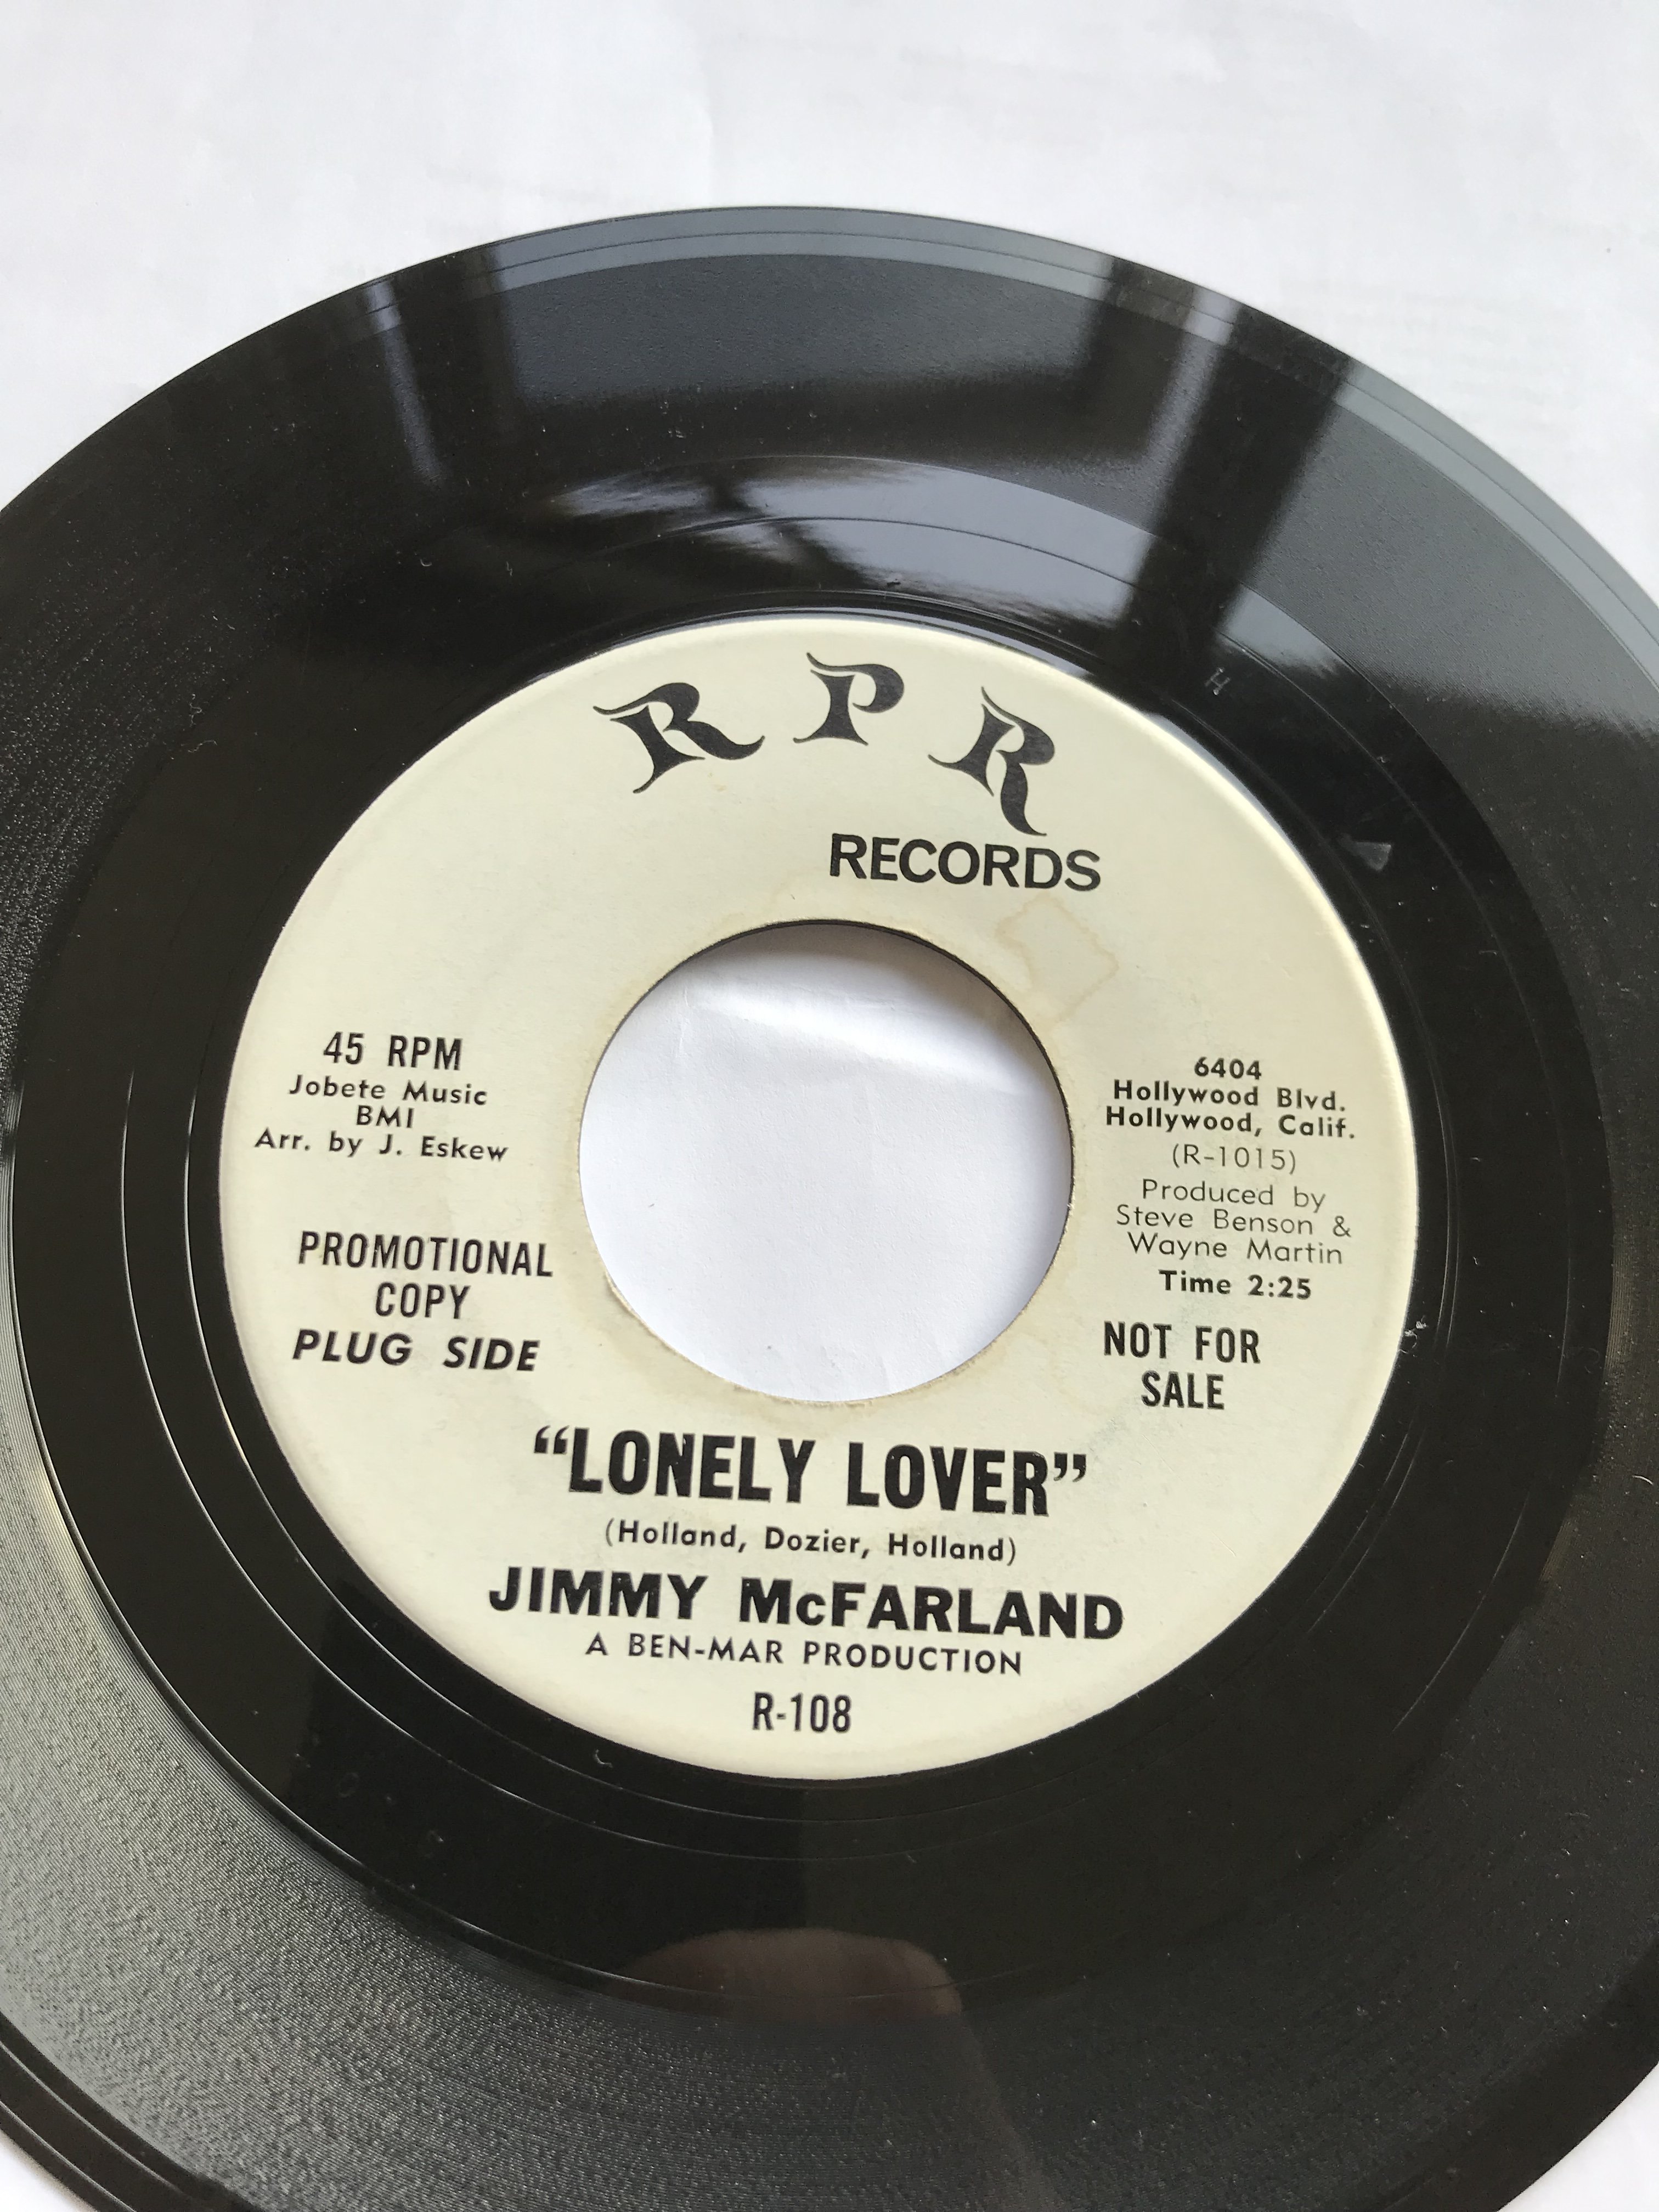 R P R
RECORDS
45 RPM
Jobete Music
BMI
Arr. by J. Eskew
PROMOTIONAL
COPY
PLUG SIDE
6404
Hollywood Blvd.
Hollywood, Calif.
(R-1015)
Produced by
Steve Benson &
Wayne Martin
Time 2:25
NOT FOR
SALE
“LONELY LOVER”
(Holland, Dozier, Holland)
JIMMY McFARLAND
A BEN-MAR PRODUCTION
R-108